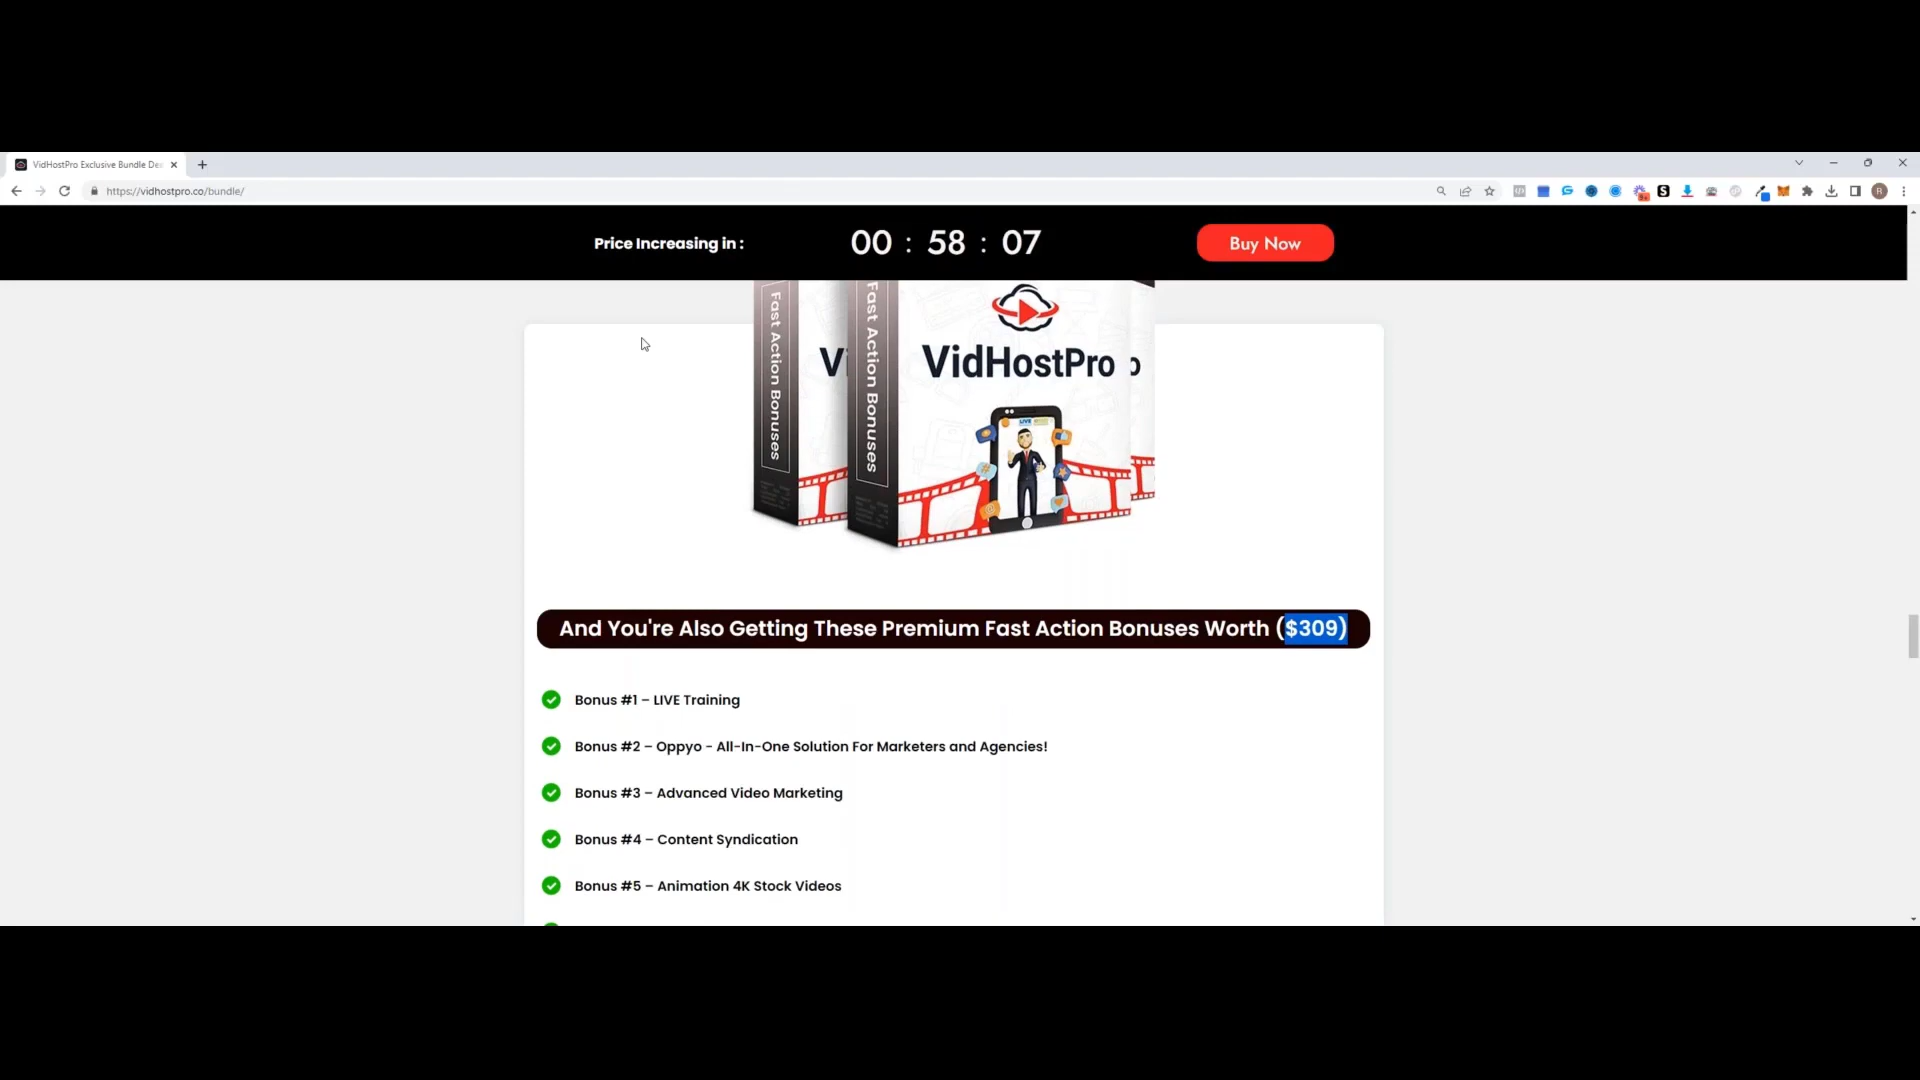 VidHostPro Exclusive Bundle Dea
https://vidhostpro.co/bundle/
Price Increasing in :
00 : 58 : 07
Buy Now
Fast Action Bonuses
Fast Action Bonuses
Vi
VidHostPro
o
LIVE
And You're Also Getting These Premium Fast Action Bonuses Worth ($309)
Bonus #1 – LIVE Training
Bonus #2 – Oppyo - All-In-One Solution For Marketers and Agencies!
Bonus #3 – Advanced Video Marketing
Bonus #4 – Content Syndication
Bonus #5 – Animation 4K Stock Videos